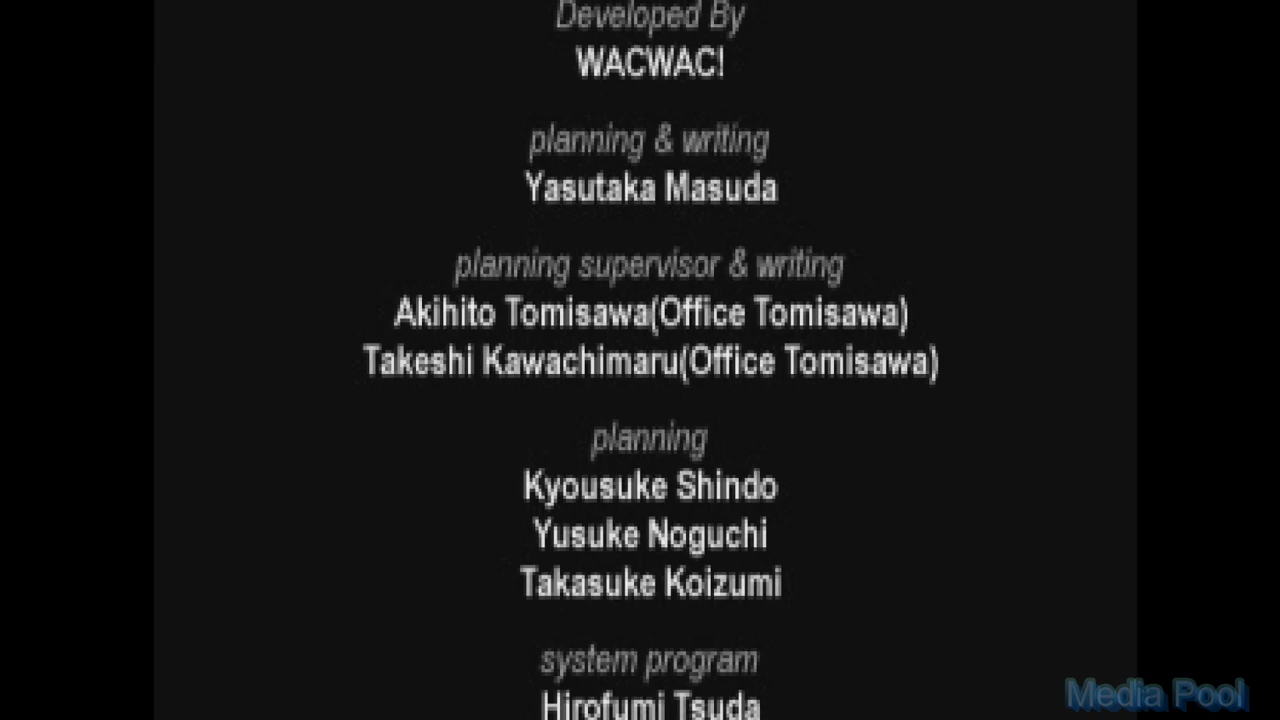 Developed By
WACWAC!
planning & writing
Yasutaka Masuda
planning supervisor & writing
Akihito Tomisawa(Office Tomisawa)
Takeshi Kawachimaru(Office Tomisawa)
planning
Kyousuke Shindo
Yusuke Noguchi
Takasuke Koizumi
system program
Hirofumi Tsuda
Media Pool